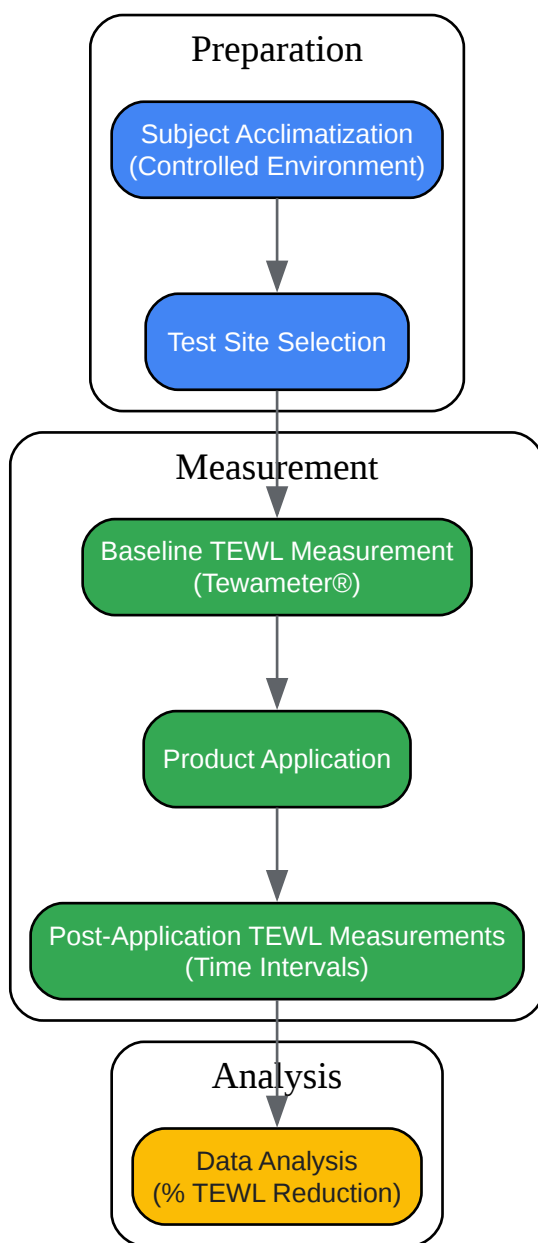 Preparation
Subject Acclimatization
(Controlled Environment)
Test Site Selection
Measurement
Baseline TEWL Measurement
(Tewameter®)
Product Application
Post-Application TEWL Measurements
(Time Intervals)
Analysis
Data Analysis
(% TEWL Reduction)